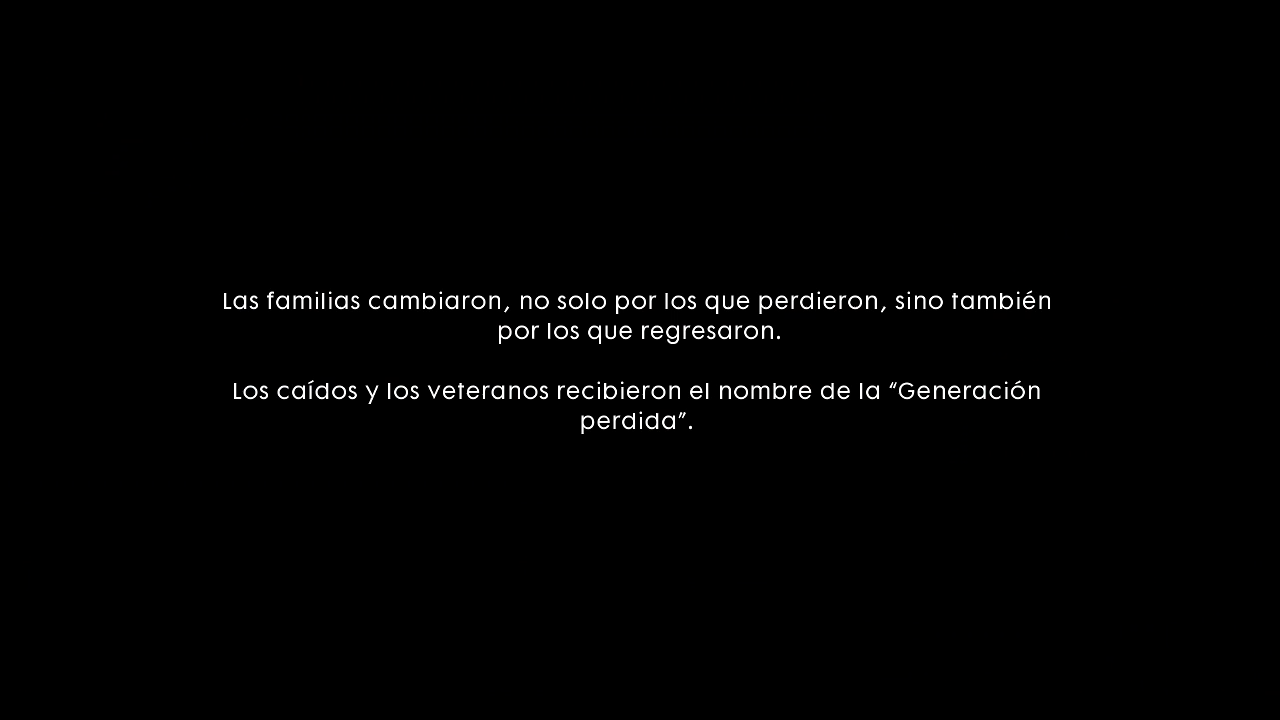 Las familias cambiaron, no solo por los que perdieron, sino también
por los que regresaron.
Los caídos y los veteranos recibieron el nombre de la “Generación
perdida”.